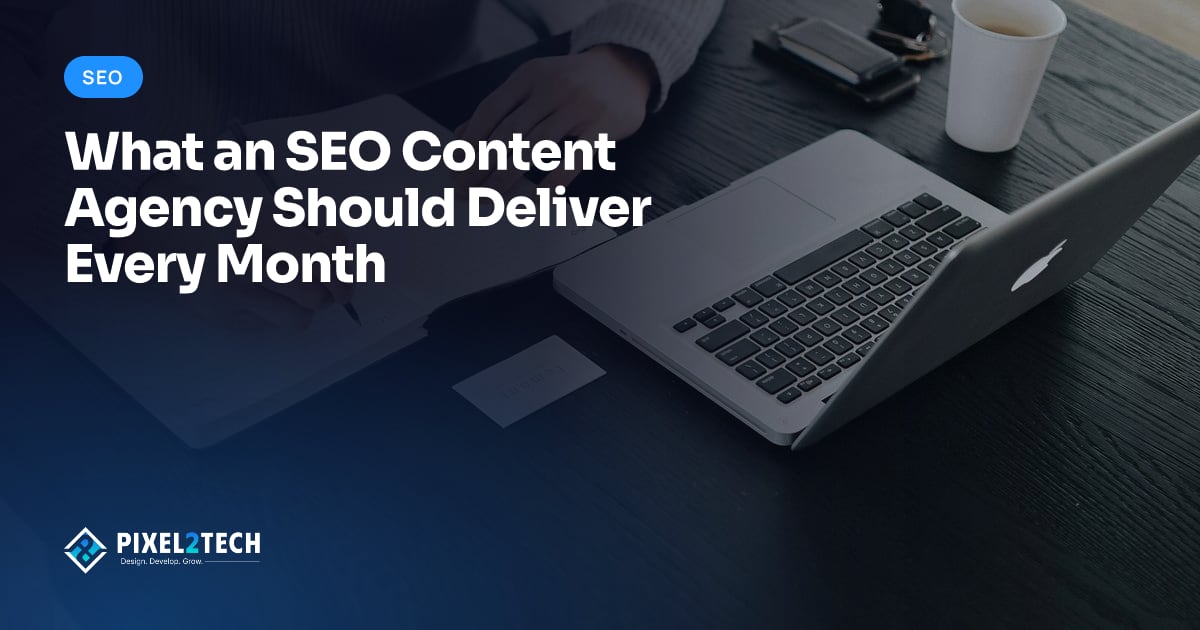 SEO
What an SEO Content
Agency Should Deliver
Every Month
PIXEL2TECH
Design. Develop. Grow.